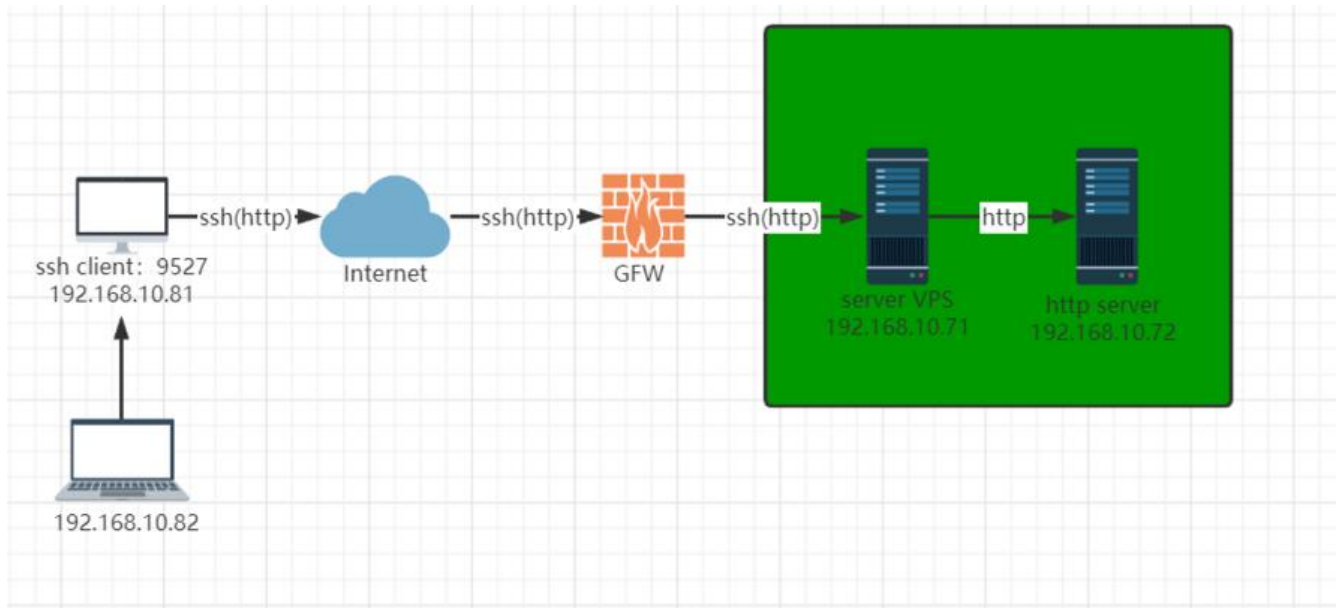 ssh(http)
ssh(http)
ssh(http)
http
ssh client：9527
192.168.10.81
Internet
GFW
server VPS
192.168.10.71
http server
192.168.10.72
192.168.10.82